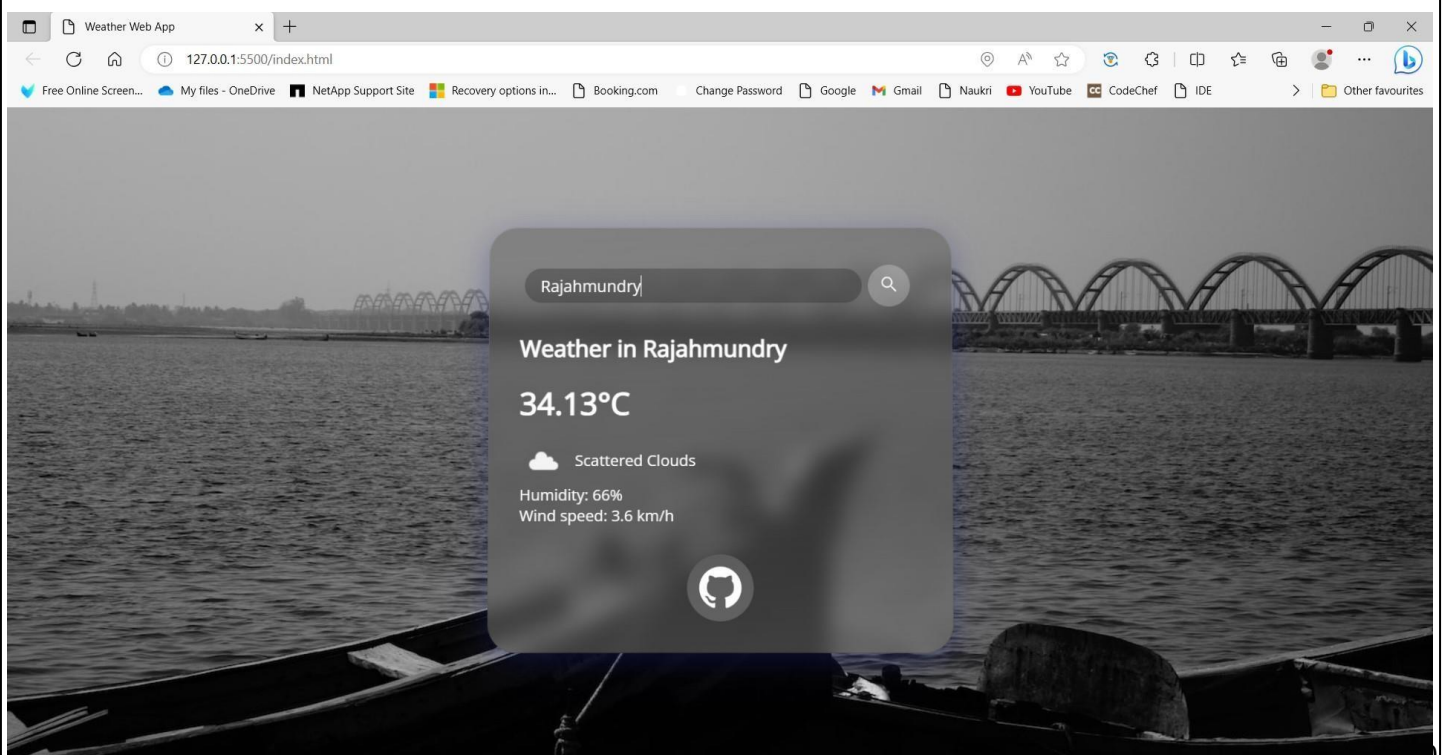 Weather Web App
127.0.0.1:5500/index.html
Free Online Screen... My files - OneDrive NetApp Support Site Recovery options in... Booking.com Change Password Google Gmail Naukri YouTube CC CodeChef IDE Other favourites
Rajahmundry
Weather in Rajahmundry
34.13°C
Scattered Clouds
Humidity: 66%
Wind speed: 3.6 km/h